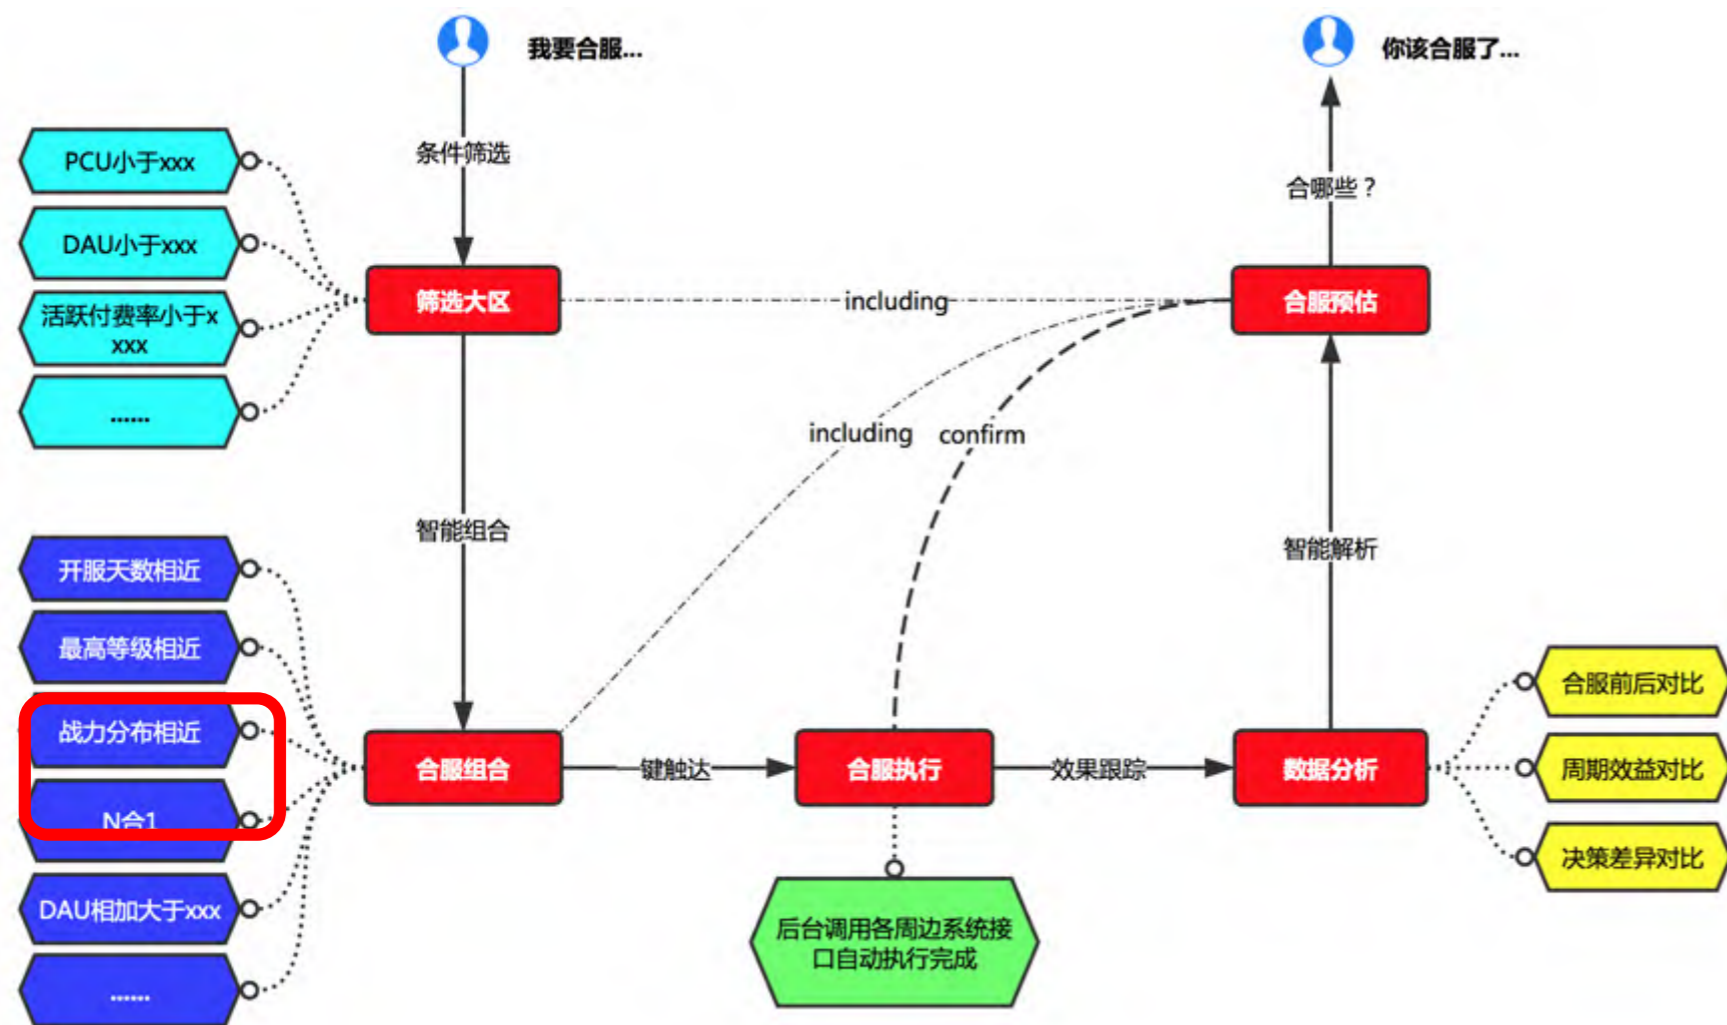 我要合服...
你该合服了...
条件筛选
合哪些？
PCU小于xxx
DAU小于xxx
活跃付费率小于x
xxx
......
筛选大区
including
合服预估
including
confirm
智能组合
智能解析
开服天数相近
最高等级相近
战力分布相近
N合1
DAU相加大于xxx
......
合服组合
一键触达
合服执行
效果跟踪
数据分析
合服前后对比
周期效益对比
决策差异对比
后台调用各周边系统接
口自动执行完成